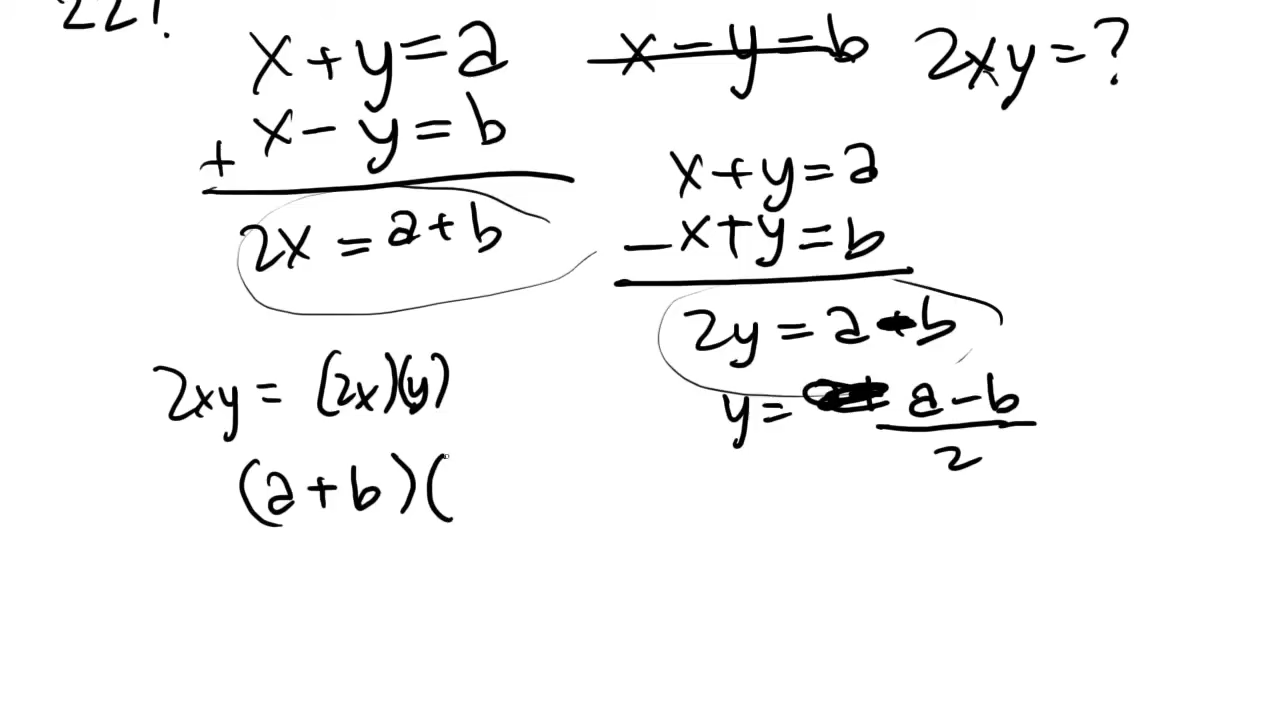 22!
x + y = a
x - y = b
2xy = ?
+ x - y = b
2x = a + b
x + y = a
- x + y = b
2y = a - b
y = a - b / 2
2xy = (2x)(y)
(a + b)(